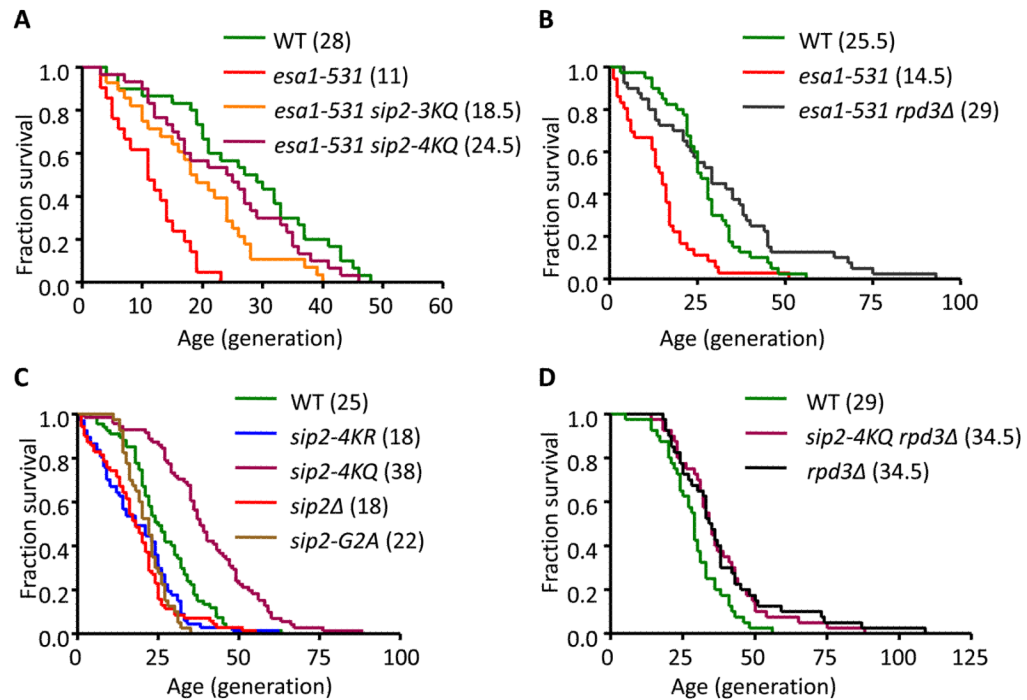 A
WT (28)
esa1-531 (11)
esa1-531 sip2-3KQ (18.5)
esa1-531 sip2-4KQ (24.5)
Fraction survival
1.0
0.8
0.6
0.4
0.2
0.0
0 10 20 30 40 50 60
Age (generation)
B
WT (25.5)
esa1-531 (14.5)
esa1-531 rpd3Δ (29)
Fraction survival
1.0
0.8
0.6
0.4
0.2
0.0
0 25 50 75 100
Age (generation)
C
WT (25)
sip2-4KR (18)
sip2-4KQ (38)
sip2Δ (18)
sip2-G2A (22)
Fraction survival
1.0
0.8
0.6
0.4
0.2
0.0
0 25 50 75 100
Age (generation)
D
WT (29)
sip2-4KQ rpd3Δ (34.5)
rpd3Δ (34.5)
Fraction survival
1.0
0.8
0.6
0.4
0.2
0.0
0 25 50 75 100 125
Age (generation)